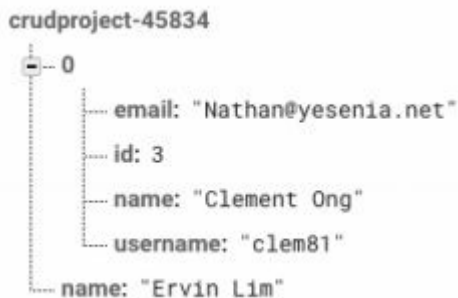 crudproject-45834
0
email: "Nathan@yesenia.net"
id: 3
name: "Clement Ong"
username: "clem81"
name: "Ervin Lim"